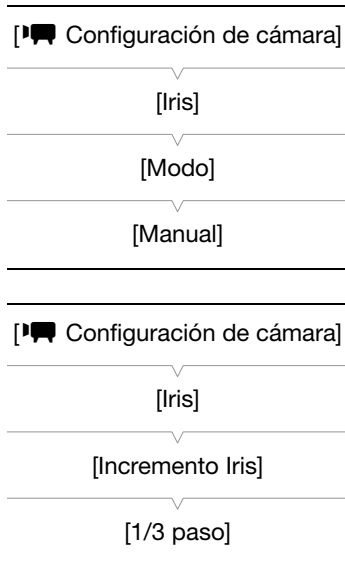 [ Configuración de cámara]
[Iris]
[Modo]
[Manual]
[ Configuración de cámara]
[Iris]
[Incremento Iris]
[1/3 paso]